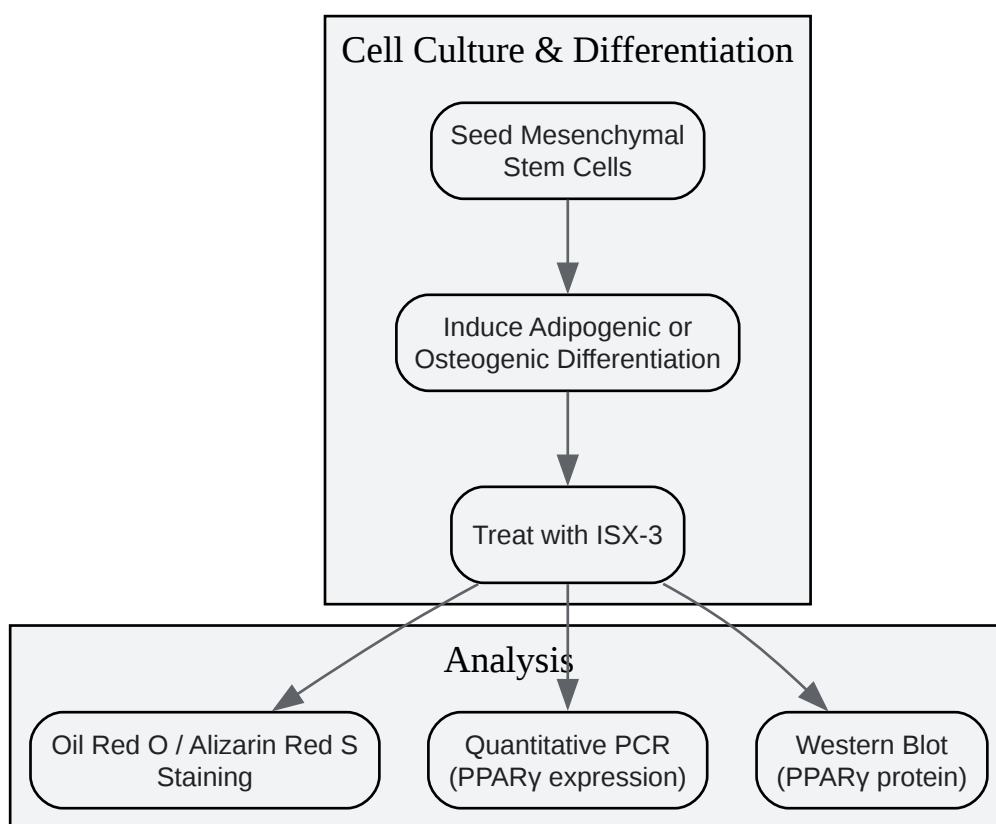 Cell Culture & Differentiation
Seed Mesenchymal
Stem Cells
Induce Adipogenic or
Osteogenic Differentiation
Treat with ISX-3
Analysis
Oil Red O / Alizarin Red S
Staining
Quantitative PCR
(PPARγ expression)
Western Blot
(PPARγ protein)